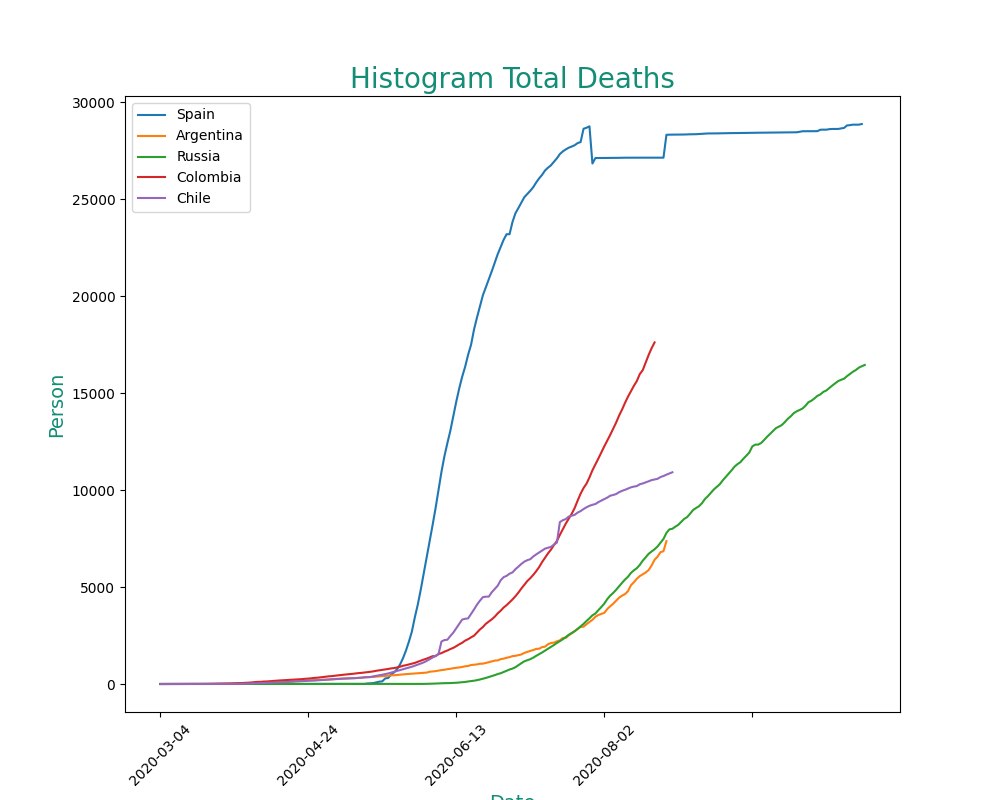 Histogram Total Deaths
Spain
Argentina
Russia
Colombia
Chile
30000
25000
20000
15000
10000
5000
0
Person
2020-03-04
2020-04-24
2020-06-13
2020-08-02
Date